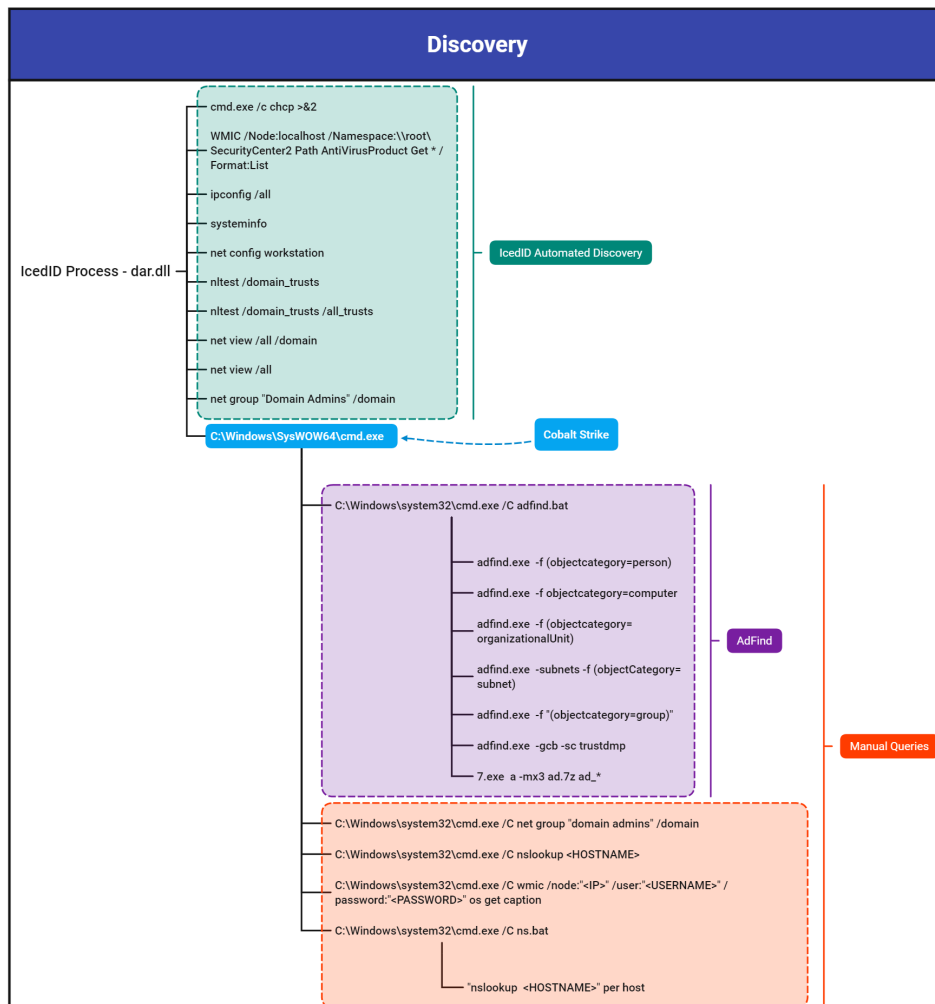 Discovery
cmd.exe /c chcp >&2
WMIC /Node:localhost /Namespace:\\root\
SecurityCenter2 Path AntiVirusProduct Get * /
Format:List
ipconfig /all
systeminfo
net config workstation
IcedID Automated Discovery
IcedID Process - dar.dll
nltest /domain_trusts
nltest /domain_trusts /all_trusts
net view /all /domain
net view /all
net group "Domain Admins" /domain
C:\Windows\SysWOW64\cmd.exe
Cobalt Strike
C:\Windows\system32\cmd.exe /C adfind.bat
adfind.exe  -f (objectcategory=person)
adfind.exe  -f objectcategory=computer
adfind.exe  -f (objectcategory=
organizationalUnit)
AdFind
adfind.exe  -subnets -f (objectCategory=
subnet)
adfind.exe  -f "(objectcategory=group)"
adfind.exe  -gcb -sc trustdmp
Manual Queries
7.exe  a -mx3 ad.7z ad_*
C:\Windows\system32\cmd.exe /C net group "domain admins" /domain
C:\Windows\system32\cmd.exe /C nslookup <HOSTNAME>
C:\Windows\system32\cmd.exe /C wmic /node:"<IP>" /user:"<USERNAME>" /
password:"<PASSWORD>" os get caption
C:\Windows\system32\cmd.exe /C ns.bat
"nslookup  <HOSTNAME>" per host